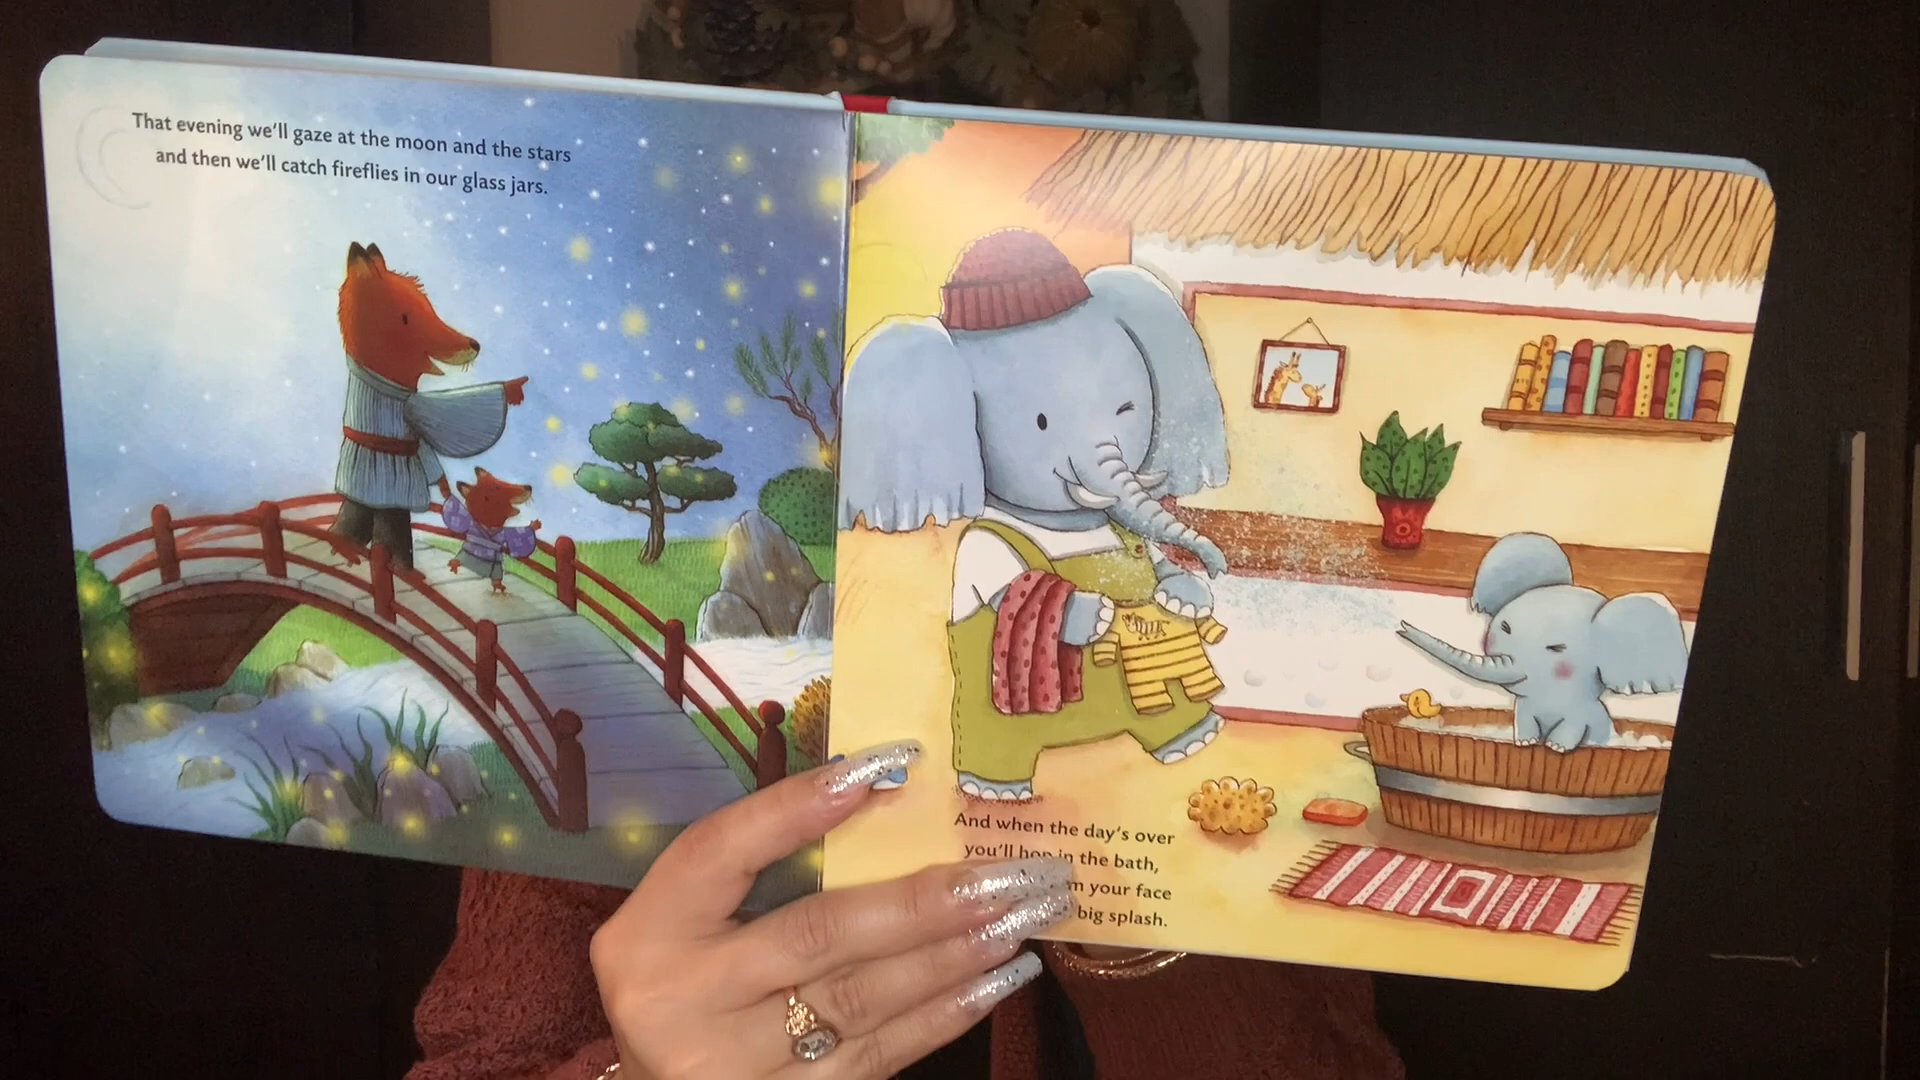 That evening we'll gaze at the moon and the stars
and then we'll catch fireflies in our glass jars.
And when the day's over
you'll hop in the bath,
your face
big splash.